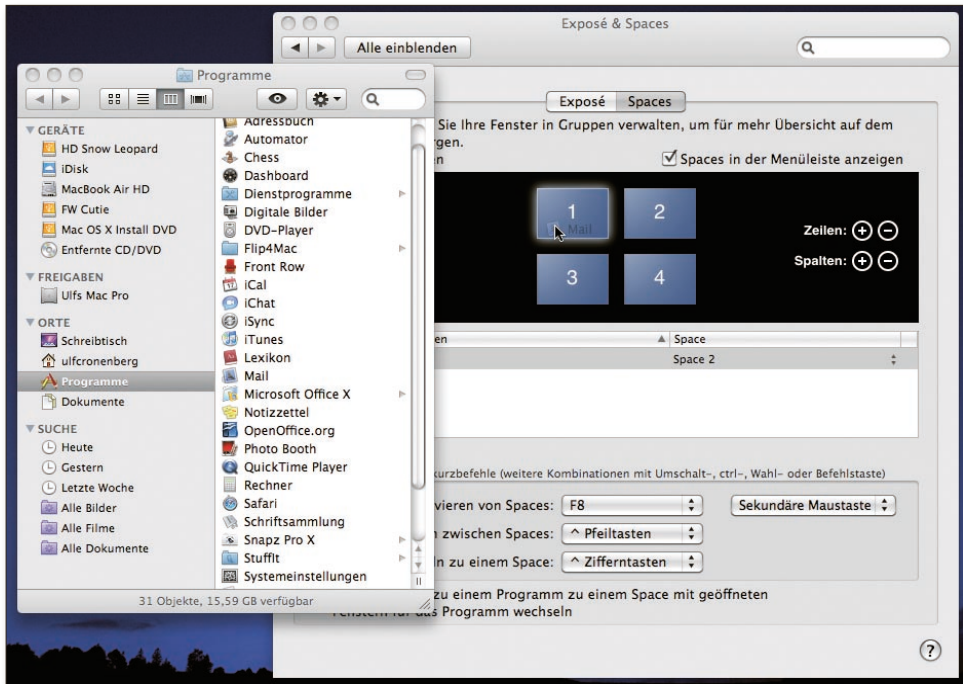 Exposé & Spaces
Alle einblenden
Exposé Spaces
Sie Ihre Fenster in Gruppen verwalten, um für mehr Übersicht auf dem
rgen.
en
Spaces in der Menüleiste anzeigen
1 2
Mail
3 4
Zeilen:
Spalten:
en Space
Space 2
kurzbefehle (weitere Kombinationen mit Umschalt-, ctrl-, Wahl- oder Befehlstaste)
vieren von Spaces: F8 Sekundäre Maustaste
n zwischen Spaces: ^ Pfeiltasten
ln zu einem Space: ^ Zifferntasten
zu einem Programm zu einem Space mit geöffneten
Fenstern für das Programm wechseln
?
Programme
GERÄTE
HD Snow Leopard
iDisk
MacBook Air HD
FW Cutie
Mac OS X Install DVD
Entfernte CD/DVD
FREIGABEN
Ulfs Mac Pro
ORTE
Schreibtisch
ulfcronenberg
Programme
Dokumente
SUCHE
Heute
Gestern
Letzte Woche
Alle Bilder
Alle Filme
Alle Dokumente
Adressbuch
Automator
Chess
Dashboard
Dienstprogramme
Digitale Bilder
DVD-Player
Flip4Mac
Front Row
iCal
iChat
iSync
iTunes
Lexikon
Mail
Microsoft Office X
Notizzettel
OpenOffice.org
Photo Booth
QuickTime Player
Rechner
Safari
Schriftsammlung
Snapz Pro X
StuffIt
Systemeinstellungen
31 Objekte, 15,59 GB verfügbar